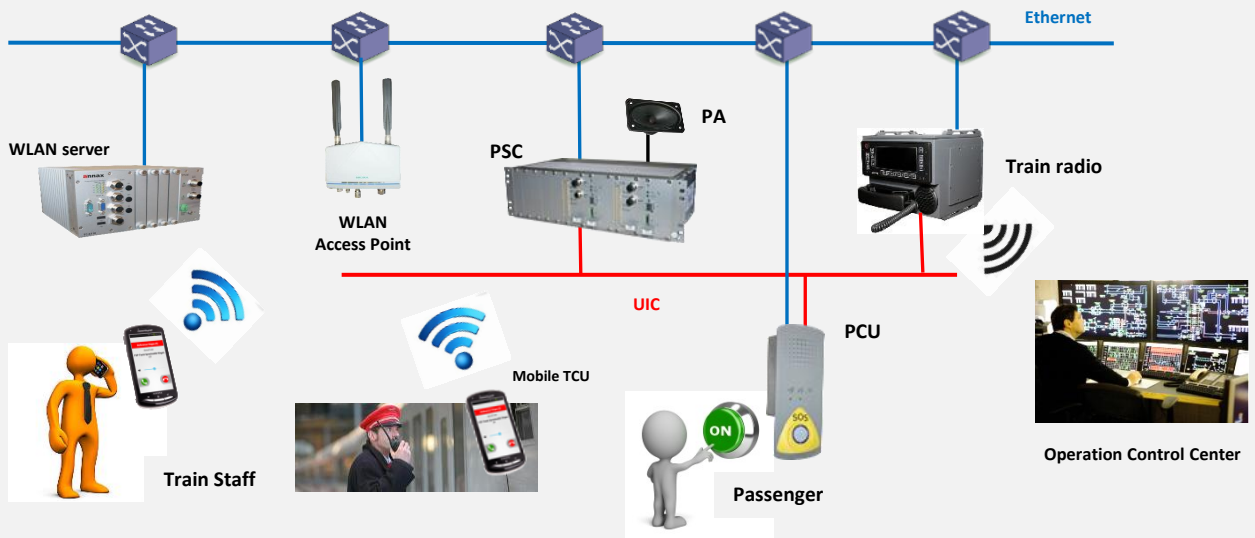 Ethernet
PA
WLAN server
PSC
Train radio
annax
WLAN
Access Point
UIC
PCU
Mobile TCU
SOS
ON
Train Staff
Passenger
Operation Control Center